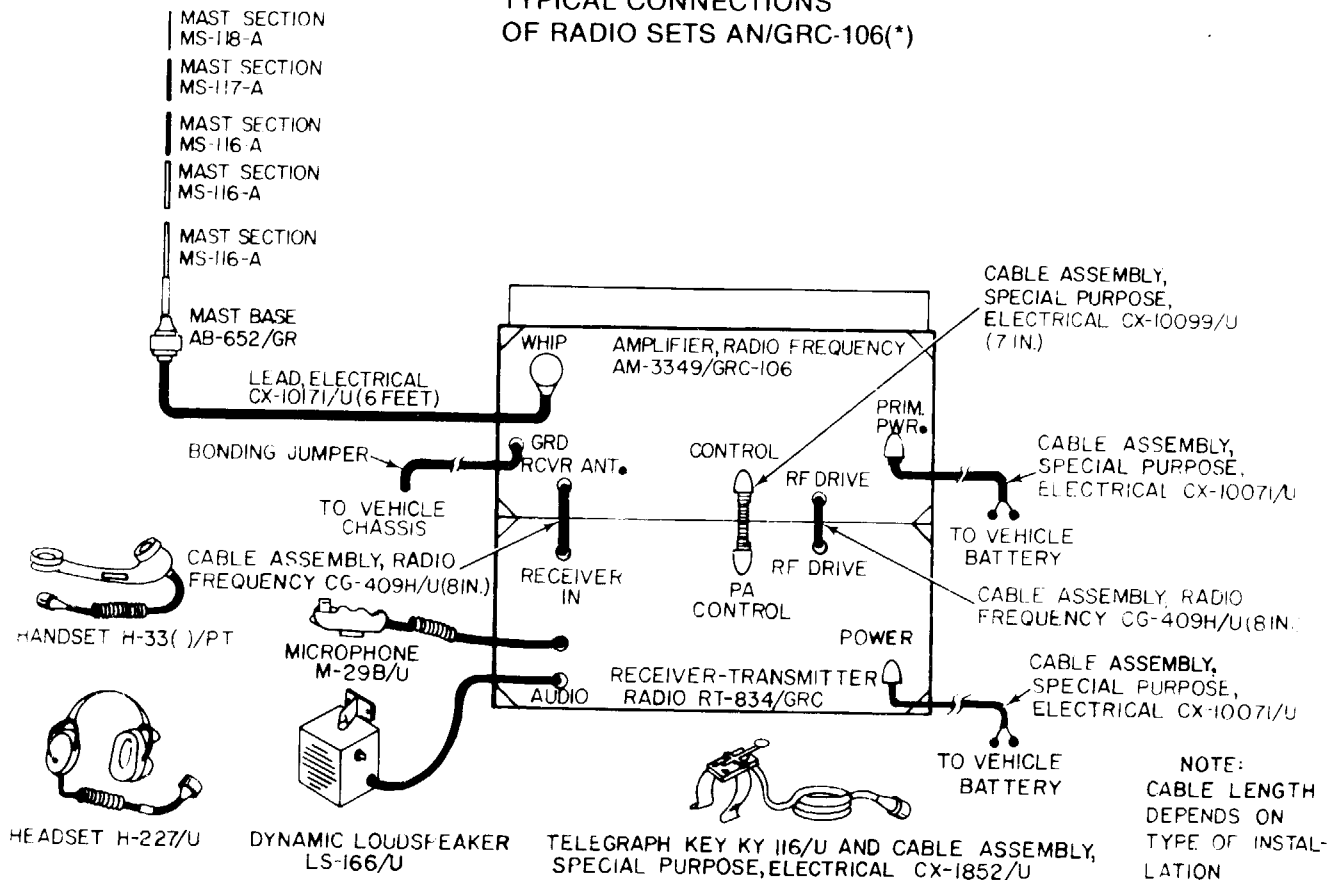 TYPICAL CONNECTIONS
OF RADIO SETS AN/GRC-106(*)
MAST SECTION
MS-118-A
MAST SECTION
MS-117-A
MAST SECTION
MS-116-A
MAST SECTION
MS-116-A
MAST SECTION
MS-116-A
MAST BASE
AB-652/GR
LEAD, ELECTRICAL
CX-10171/U (6 FEET)
BONDING JUMPER
TO VEHICLE
CHASSIS
WHIP
AMPLIFIER, RADIO FREQUENCY
AM-3349/GRC-106
CABLE ASSEMBLY,
SPECIAL PURPOSE,
ELECTRICAL CX-10099/U
(7 IN.)
PRIM.
PWR.
GRD
RCVR ANT.
CONTROL
RF DRIVE
CABLE ASSEMBLY,
SPECIAL PURPOSE,
ELECTRICAL CX-10071/U
TO VEHICLE
BATTERY
CABLE ASSEMBLY, RADIO
FREQUENCY CG-409H/U(8IN.)
RECEIVER
IN
PA
CONTROL
RF DRIVE
CABLE ASSEMBLY, RADIO
FREQUENCY CG-409H/U(8IN.
HANDSET H-33( )/PT
MICROPHONE
M-29B/U
POWER
AUDIO
RECEIVER-TRANSMITTER
RADIO RT-834/GRC
CABLE ASSEMBLY,
SPECIAL PURPOSE,
ELECTRICAL CX-10071/U
TO VEHICLE
BATTERY
HEADSET H-227/U
DYNAMIC LOUDSPEAKER
LS-166/U
TELEGRAPH KEY KY 116/U AND CABLE ASSEMBLY,
SPECIAL PURPOSE, ELECTRICAL CX-1852/U
NOTE:
CABLE LENGTH
DEPENDS ON
TYPE OF INSTAL-
LATION